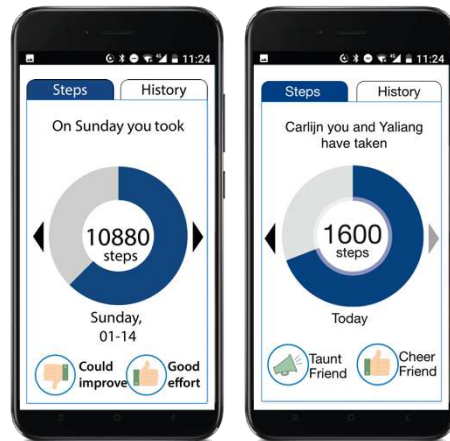 11:24
Steps
History
On Sunday you took
10880
steps
Sunday,
01-14
Could
improve
Good
effort
11:24
Steps
History
Carlijn you and Yaliang
have taken
1600
steps
Today
Taunt
Friend
Cheer
Friend